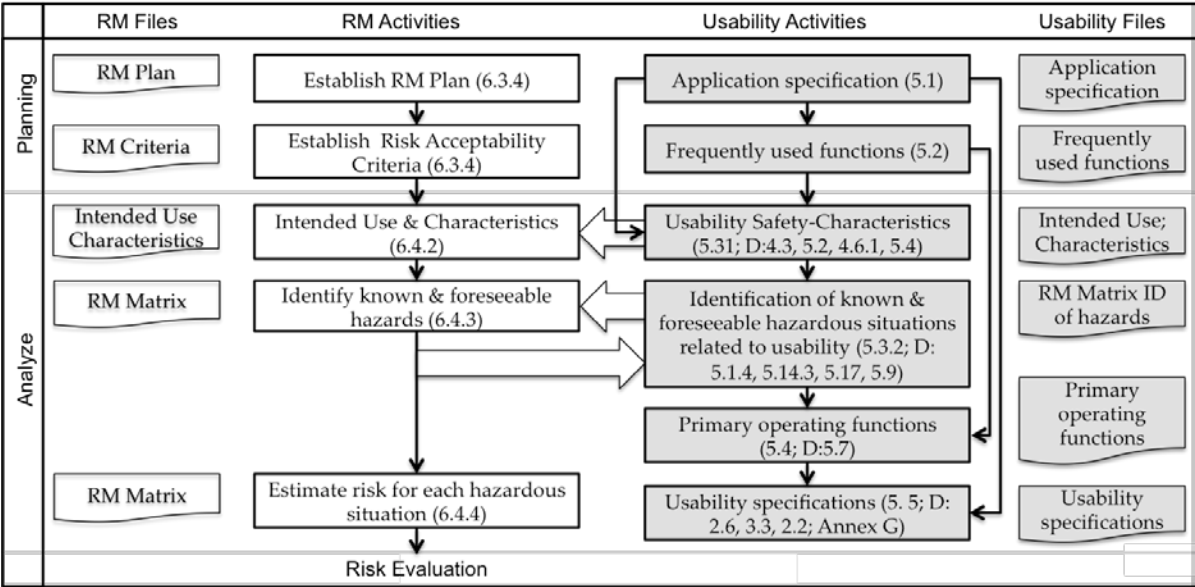 RM Files
RM Activities
Usability Activities
Usability Files
Planning
RM Plan
Establish RM Plan (6.3.4)
Application specification (5.1)
Application
specification
RM Criteria
Establish Risk Acceptability
Criteria (6.3.4)
Frequently used functions (5.2)
Frequently
used functions
Analyze
Intended Use
Characteristics
Intended Use & Characteristics
(6.4.2)
Usability Safety-Characteristics
(5.31; D:4.3, 5.2, 4.6.1, 5.4)
Intended Use;
Characteristics
RM Matrix
Identify known & foreseeable
hazards (6.4.3)
Identification of known &
foreseeable hazardous situations
related to usability (5.3.2; D:
5.1.4, 5.14.3, 5.17, 5.9)
RM Matrix ID
of hazards
Primary operating functions
(5.4; D:5.7)
Primary
operating
functions
RM Matrix
Estimate risk for each hazardous
situation (6.4.4)
Usability specifications (5. 5; D:
2.6, 3.3, 2.2; Annex G)
Usability
specifications
Risk Evaluation